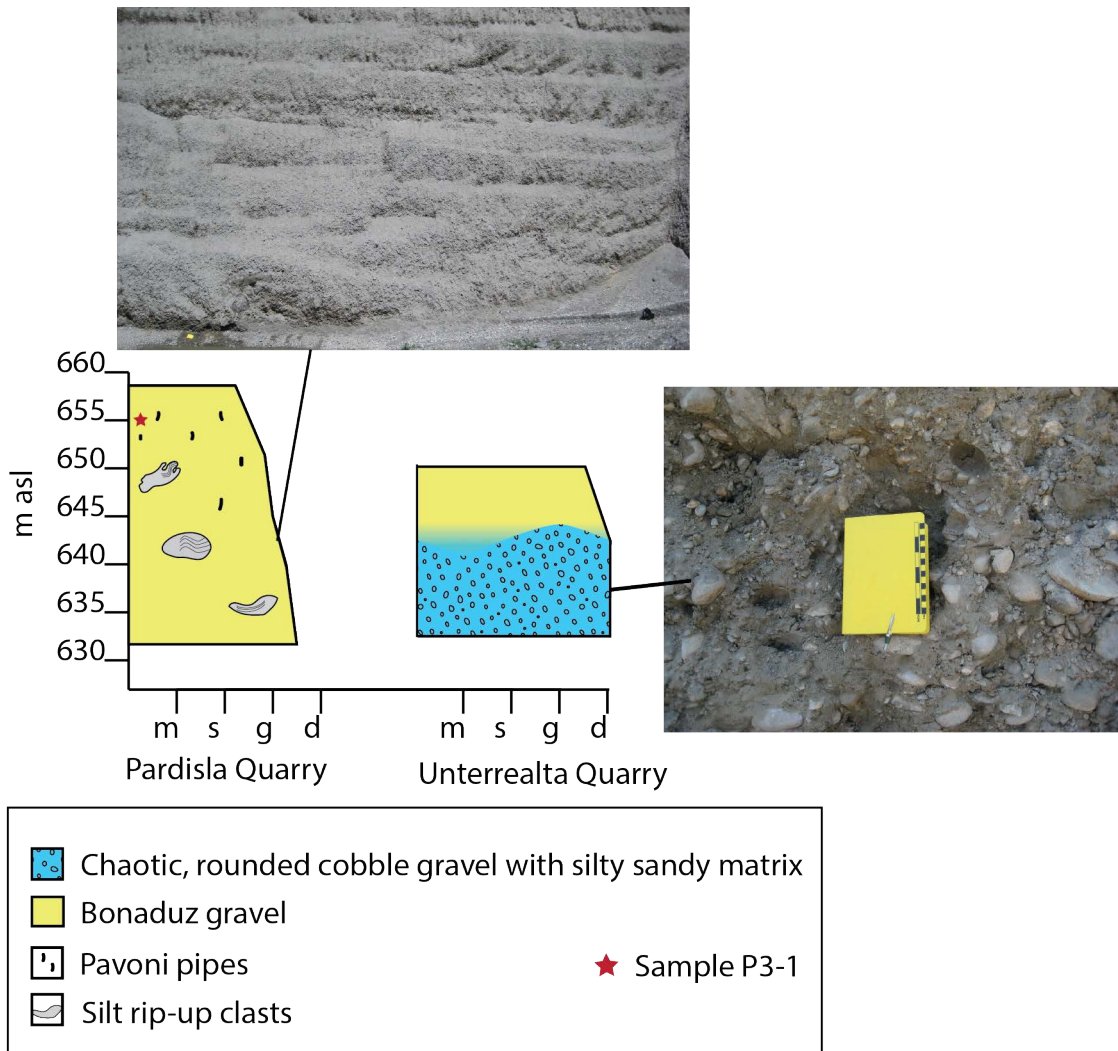 660
655
650
645
640
635
630
m asl
m s g d
m s g d
Pardisla Quarry
Unterrealta Quarry
Chaotic, rounded cobble gravel with silty sandy matrix
Bonaduz gravel
Pavoni pipes
Sample P3-1
Silt rip-up clasts